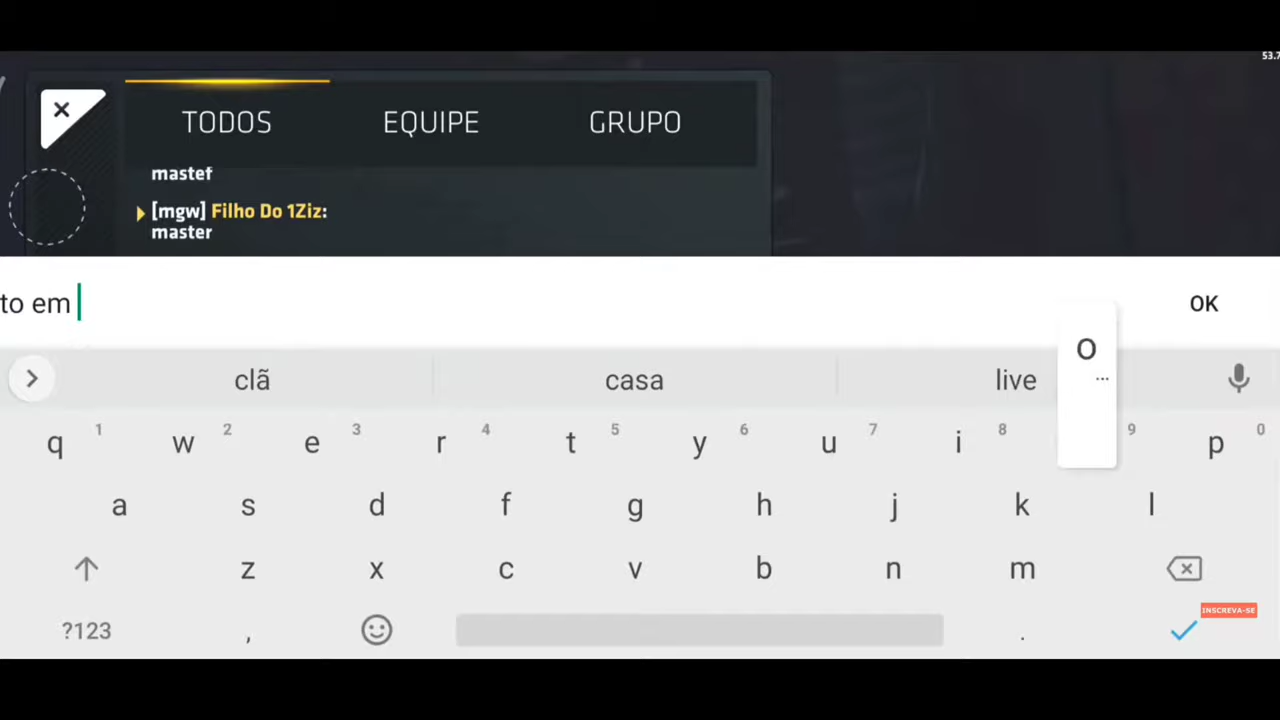 53.7
TODOS EQUIPE GRUPO
mastef
[mgw] Filho Do 1Ziz:
master
to em
OK
O
...
clã casa live
1 2 3 4 5 6 7 8 9 0
q w e r t y u i p
a s d f g h j k l
z x c v b n m
INSCREVA-SE
?123 , .